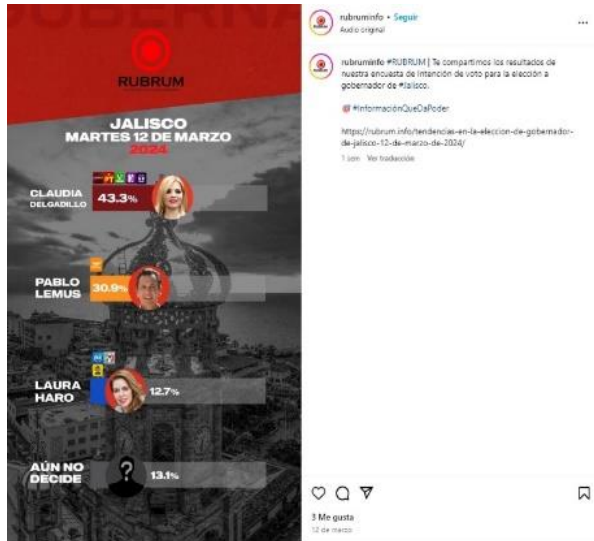 GOBERNA
RUBRUM
JALISCO
MARTES 12 DE MARZO
2024
CLAUDIA
DELGADILLO
43.3%
PABLO
LEMUS
30.9%
LAURA
HARO
12.7%
AÚN NO
DECIDE
?
13.1%
rubruminfo • Seguir
Audio original
rubruminfo #RUBRUM | Te compartimos los resultados de
nuestra encuesta de intención de voto para la elección a
gobernador de #Jalisco.
#InformaciónQueDaPoder
https://rubrum.info/tendencias-en-la-eleccion-de-gobernador-
de-jalisco-12-de-marzo-de-2024/
1 sem Ver traducción
3 Me gusta
12 de marzo